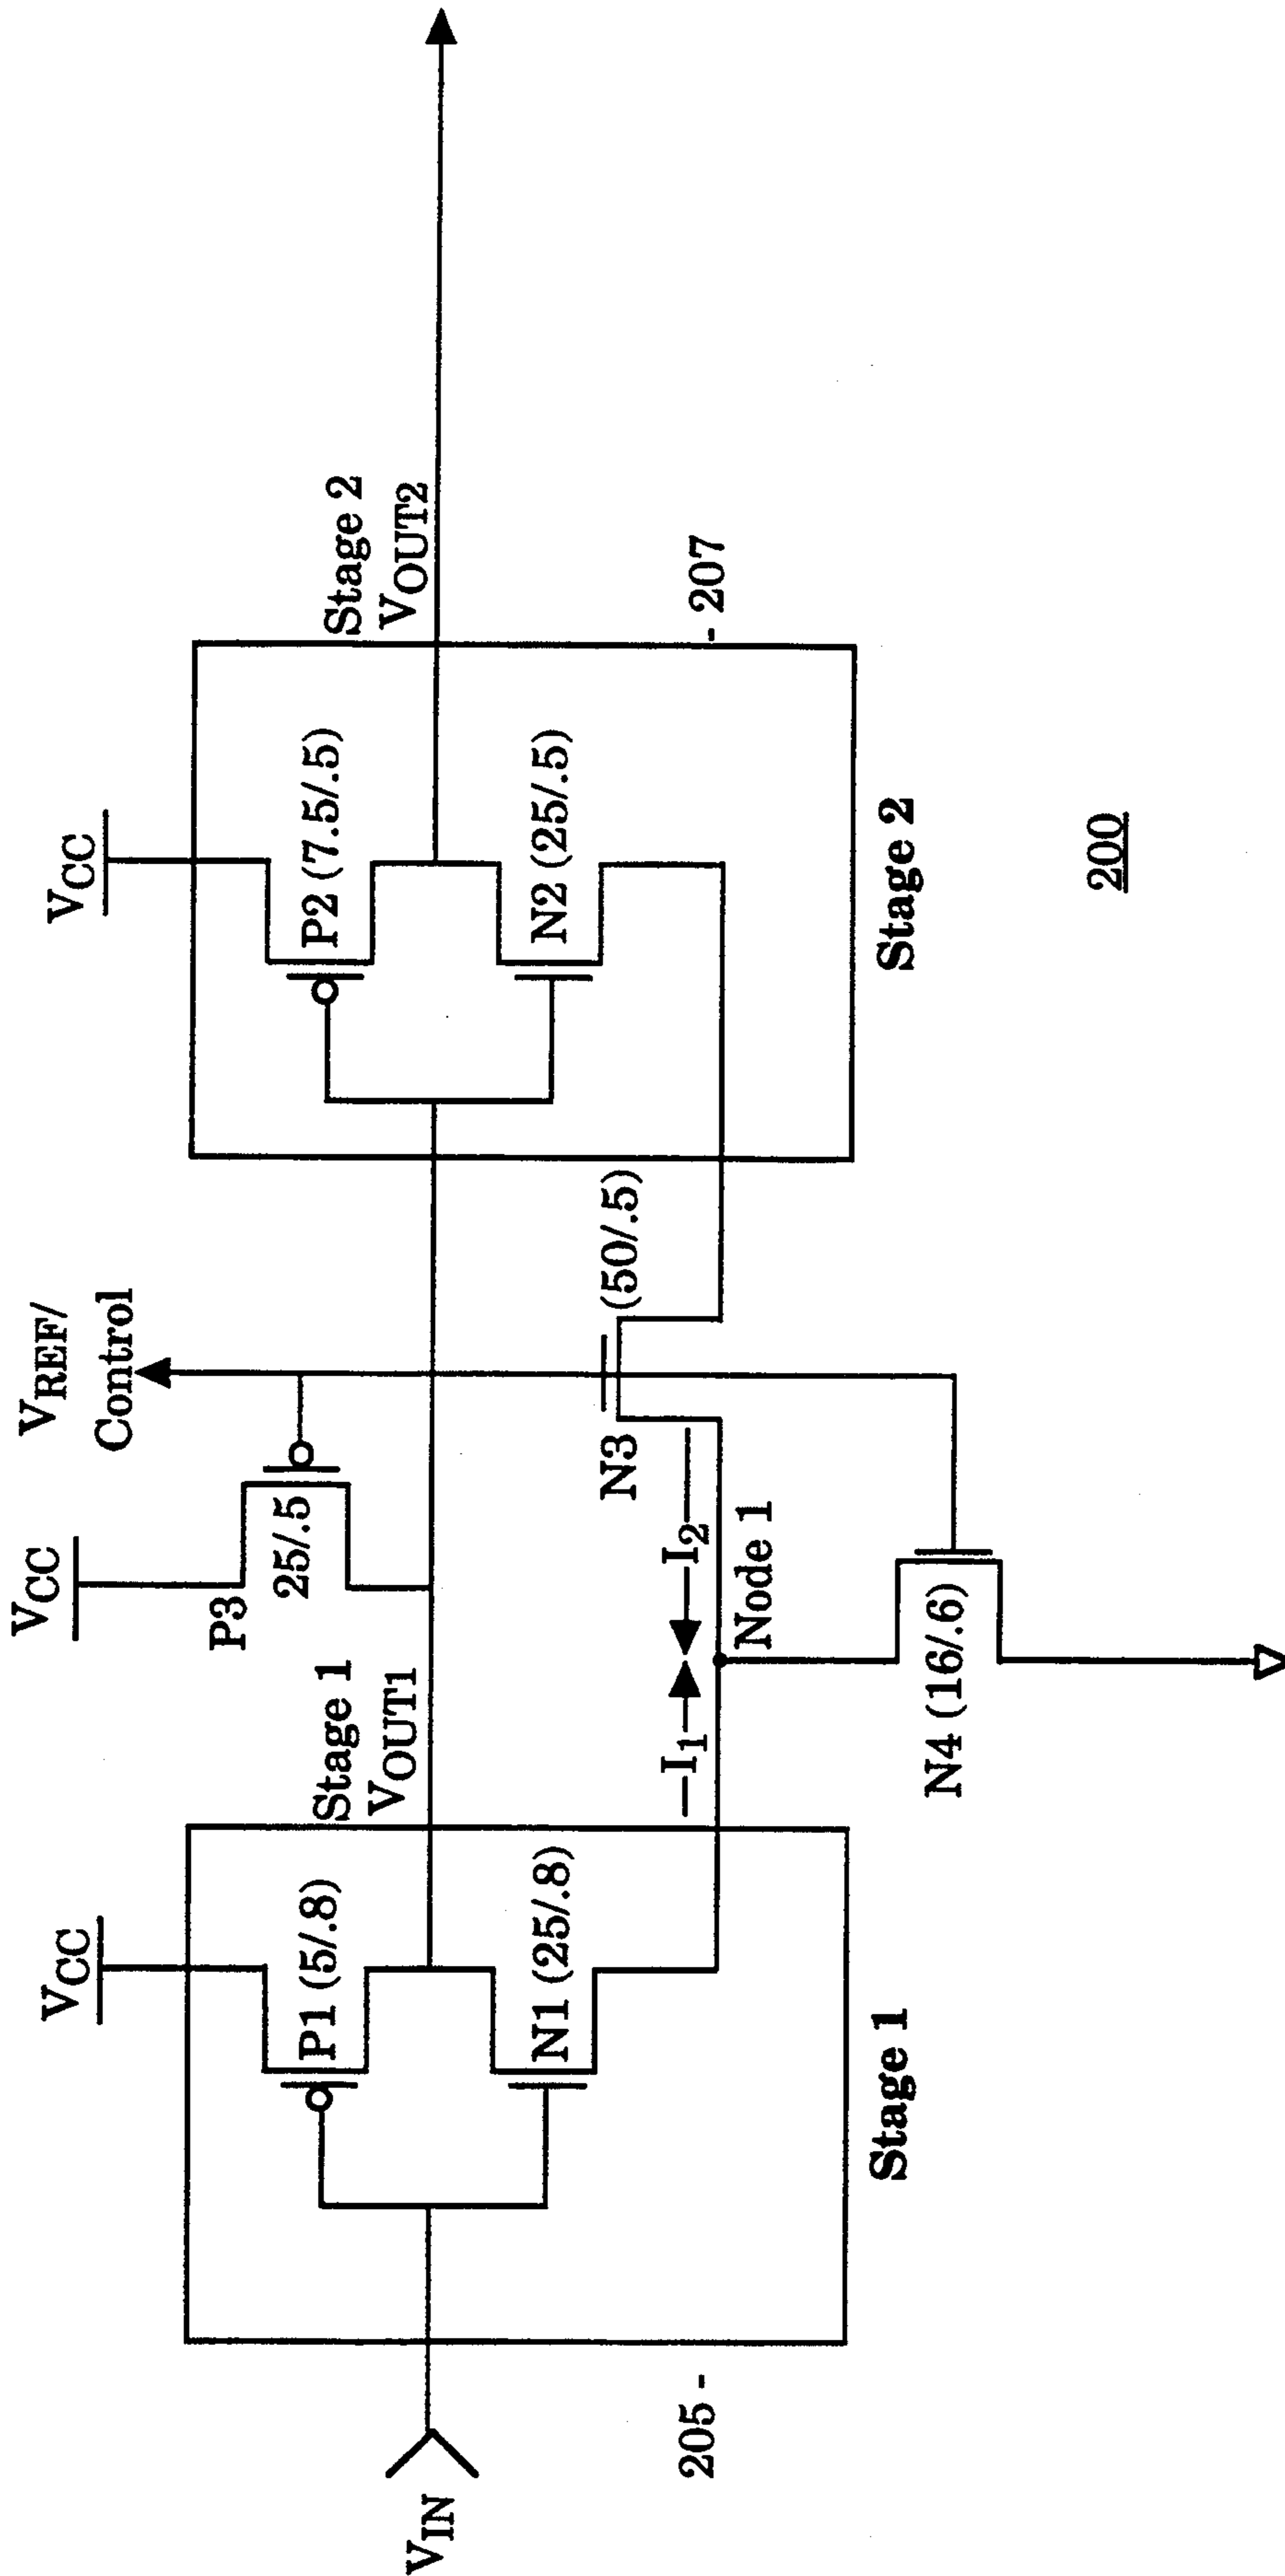 VCC
VCC
VREF/
Control
VCC
P3
25/.5
Stage 1
VOUT1
Stage 2
VOUT2
P1 (5/.8)
N1 (25/.8)
P2 (7.5/.5)
N2 (25/.5)
VIN
205 -
I1
I2
Node 1
N3
(50/.5)
- 207
N4 (16/.6)
Stage 1
Stage 2
200